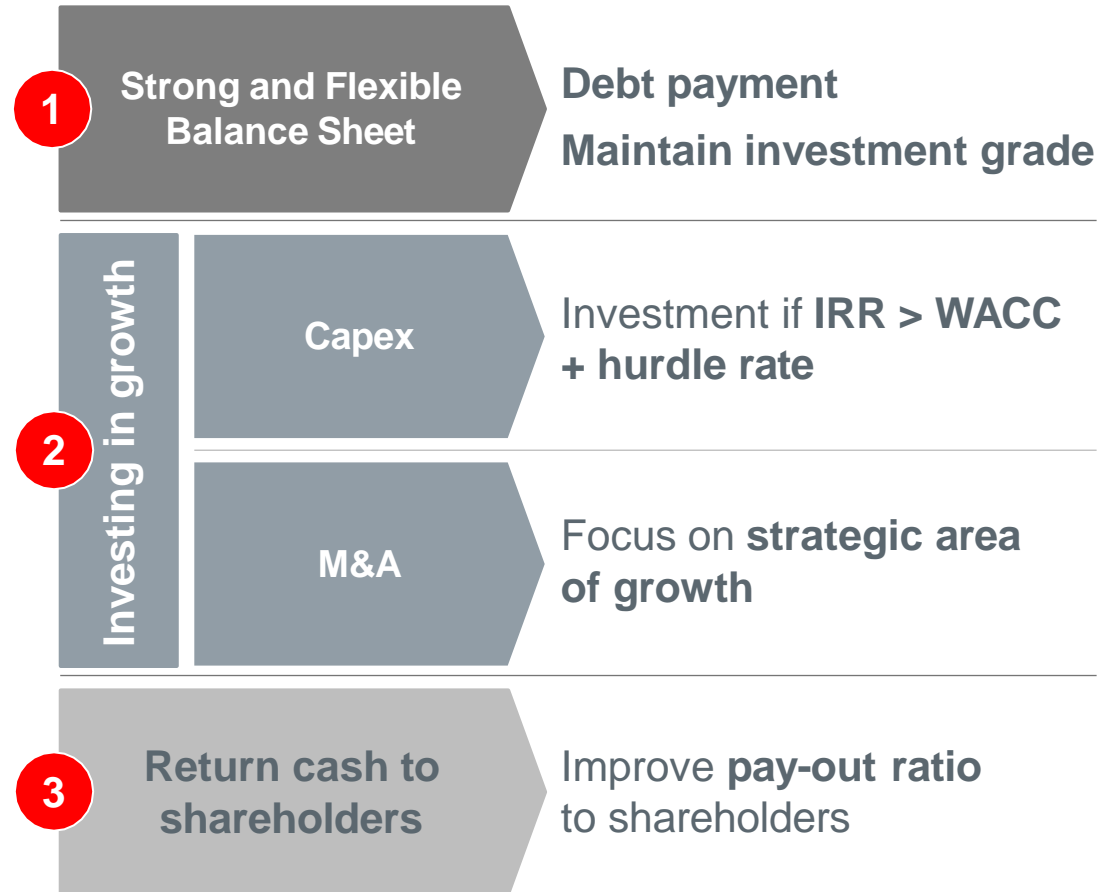 1
Strong and Flexible
Balance Sheet
Debt payment
Maintain investment grade
2
Investing in growth
Capex
Investment if IRR > WACC
+ hurdle rate
M&A
Focus on strategic area
of growth
3
Return cash to
shareholders
Improve pay-out ratio
to shareholders